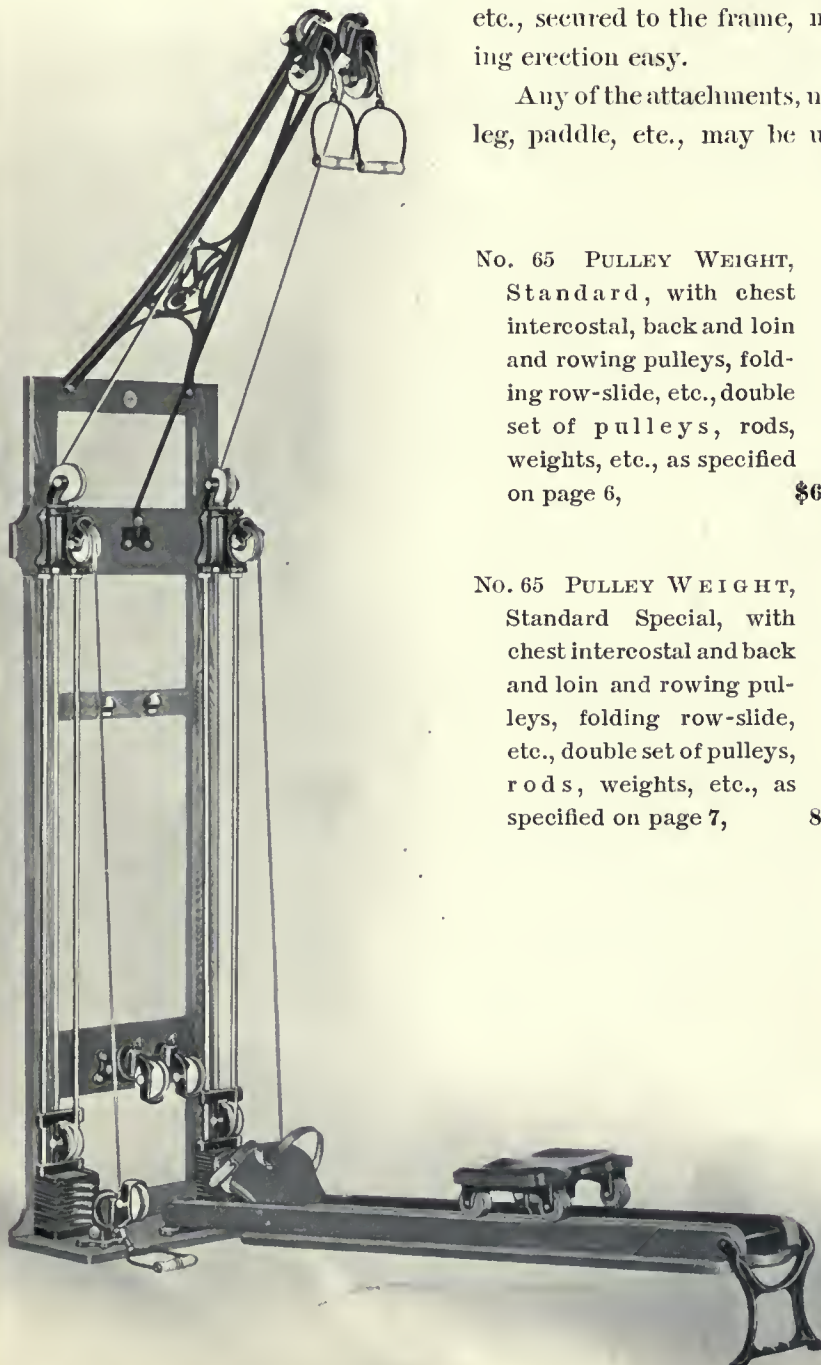 etc., secured to the frame,
ing erection easy.
Any of the attachments,
leg, paddle, etc., may be
No. 65 PULLEY WEIGHT,
Standard, with chest
intercostal, back and loin
and rowing pulleys, fold-
ing row-slide, etc., double
set of pulleys, rods,
weights, etc., as specified
on page 6, $6
No. 65 PULLEY WEIGHT,
Standard Special, with
chest intercostal and back
and loin and rowing pul-
leys, folding row-slide,
etc., double set of pulleys,
rods, weights, etc., as
specified on page 7, 8